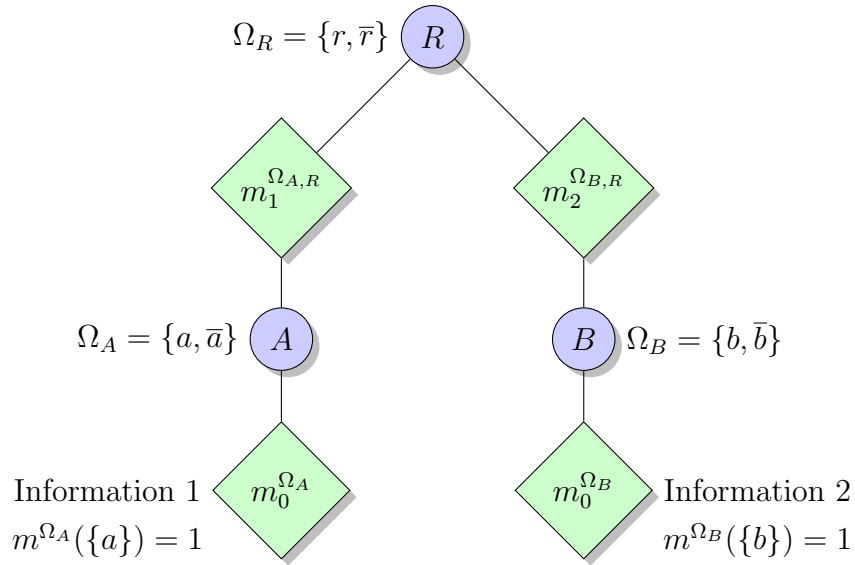 Ω_R = {r, r̅} R
m_1^{Ω_{A,R}} m_2^{Ω_{B,R}}
Ω_A = {a, a̅} A B Ω_B = {b, b̅}
Information 1 m_0^{Ω_A} m_0^{Ω_B} Information 2
m^{Ω_A}({a}) = 1 m^{Ω_B}({b}) = 1